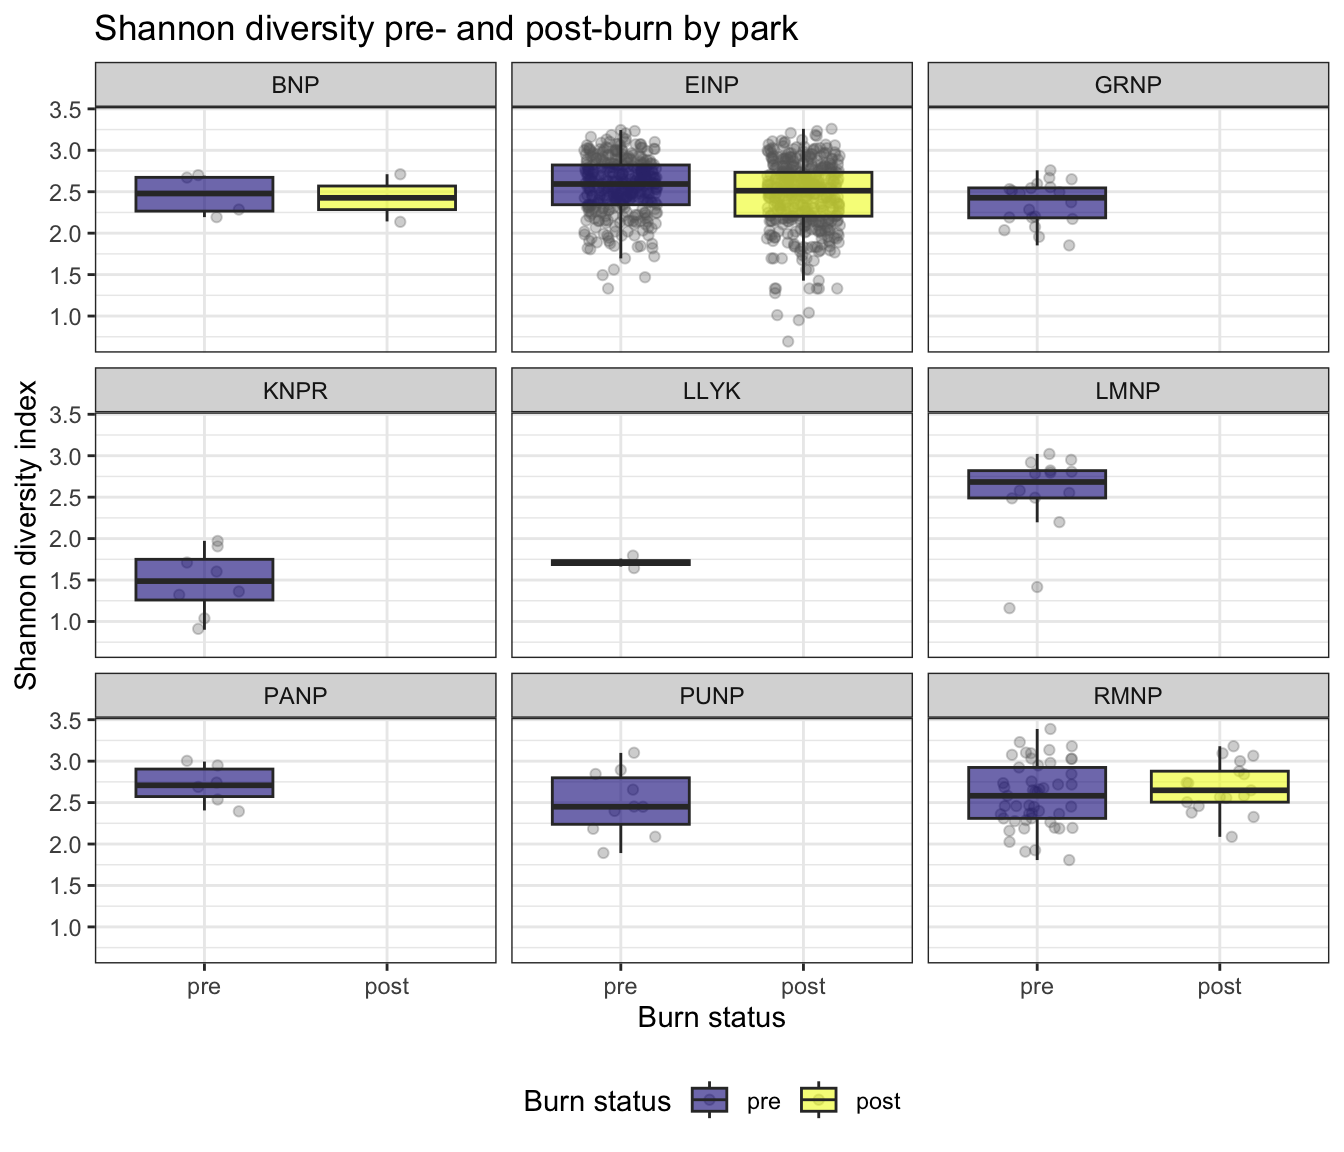 Shannon diversity pre- and post-burn by park
BNP
EINP
GRNP
3.5
3.0
2.5
2.0
1.5
1.0
KNPR
LLYK
LMNP
3.5
3.0
2.5
2.0
1.5
1.0
PANP
PUNP
RMNP
3.5
3.0
2.5
2.0
1.5
1.0
Shannon diversity index
pre post
pre post
pre post
Burn status
Burn status pre post